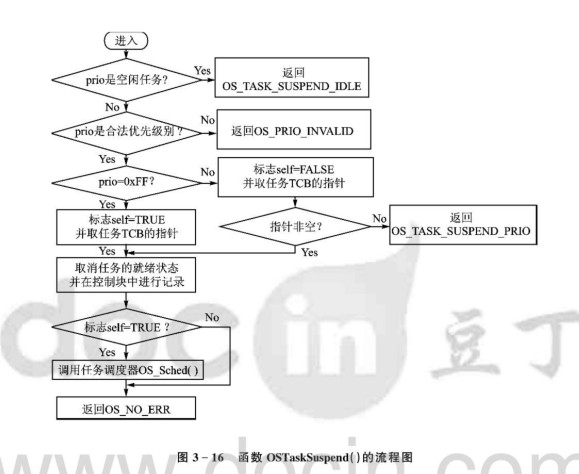 进入
prio是空闲任务?
Yes
返回
OS_TASK_SUSPEND_IDLE
No
prio是合法优先级别?
No
返回OS_PRIO_INVALID
Yes
prio=0xFF?
No
标志self=FALSE
并取任务TCB的指针
Yes
标志self=TRUE
并取任务TCB的指针
指针非空?
No
返回
OS_TASK_SUSPEND_PRIO
Yes
Yes
取消任务的就绪状态
并在控制块中进行记录
标志self=TRUE ?
No
Yes
调用任务调度器OS_Sched( )
返回OS_NO_ERR
图 3-16 函数 OSTaskSuspend( )的流程图
docin 豆丁
www.docin.com